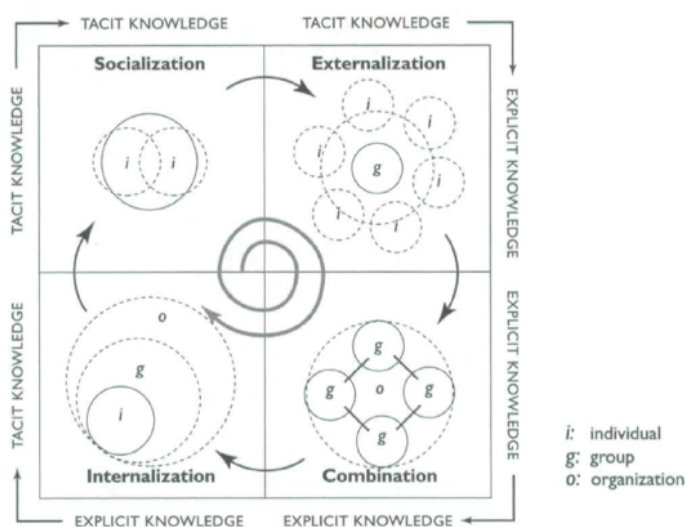 TACIT KNOWLEDGE TACIT KNOWLEDGE
TACIT KNOWLEDGE
Socialization
i i
Externalization
i
i
i
g
i
i
i
EXPLICIT KNOWLEDGE
TACIT KNOWLEDGE
o
g
i
Internalization
g
g o g
g
Combination
EXPLICIT KNOWLEDGE
EXPLICIT KNOWLEDGE EXPLICIT KNOWLEDGE
i: individual
g: group
o: organization